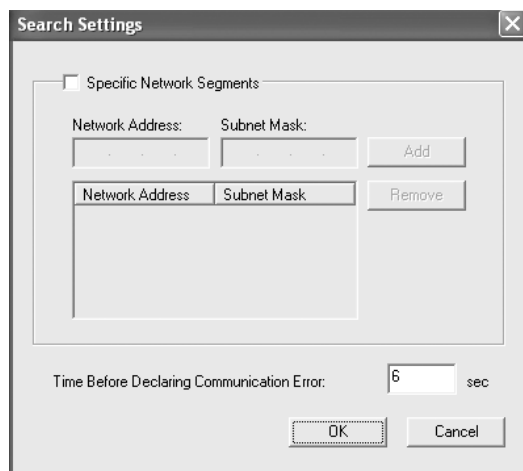 Search Settings
Specific Network Segments
Network Address: Subnet Mask:
. . . . . . Add
Network Address Subnet Mask Remove
Time Before Declaring Communication Error: 6 sec
OK Cancel